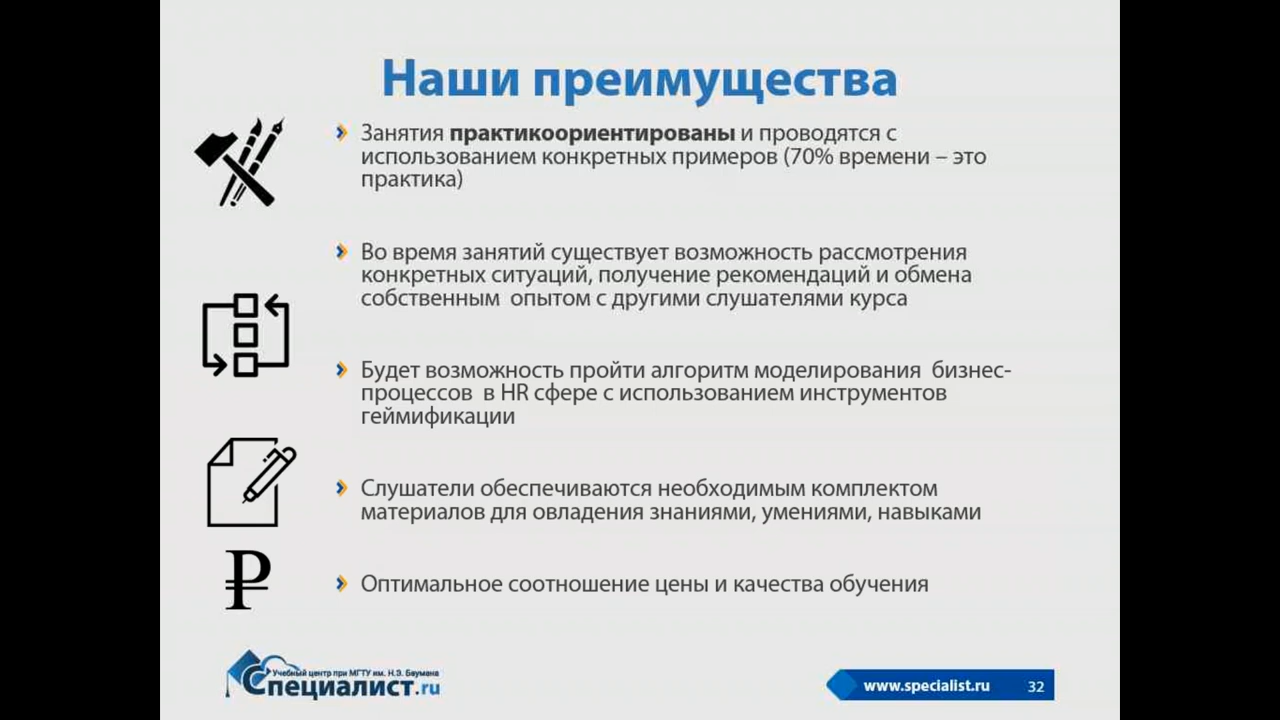 Наши преимущества
Занятия практикоориентированы и проводятся с
использованием конкретных примеров (70% времени – это
практика)
Во время занятий существует возможность рассмотрения
конкретных ситуаций, получение рекомендаций и обмена
собственным опытом с другими слушателями курса
Будет возможность пройти алгоритм моделирования бизнес-
процессов в HR сфере с использованием инструментов
геймификации
Слушатели обеспечиваются необходимым комплектом
материалов для овладения знаниями, умениями, навыками
₽
Оптимальное соотношение цены и качества обучения
Учебный центр при МГТУ им. Н.Э. Баумана
Специалист.ru
www.specialist.ru 32